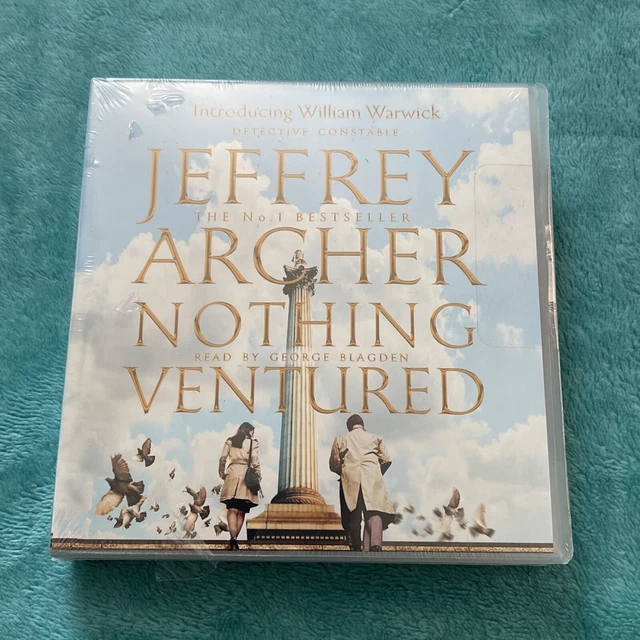 Introducing William Warwick
DETECTIVE CONSTABLE
JEFFREY
THE No.1 BESTSELLER
ARCHER
NOTHING
READ BY GEORGE BLAGDEN
VENTURED